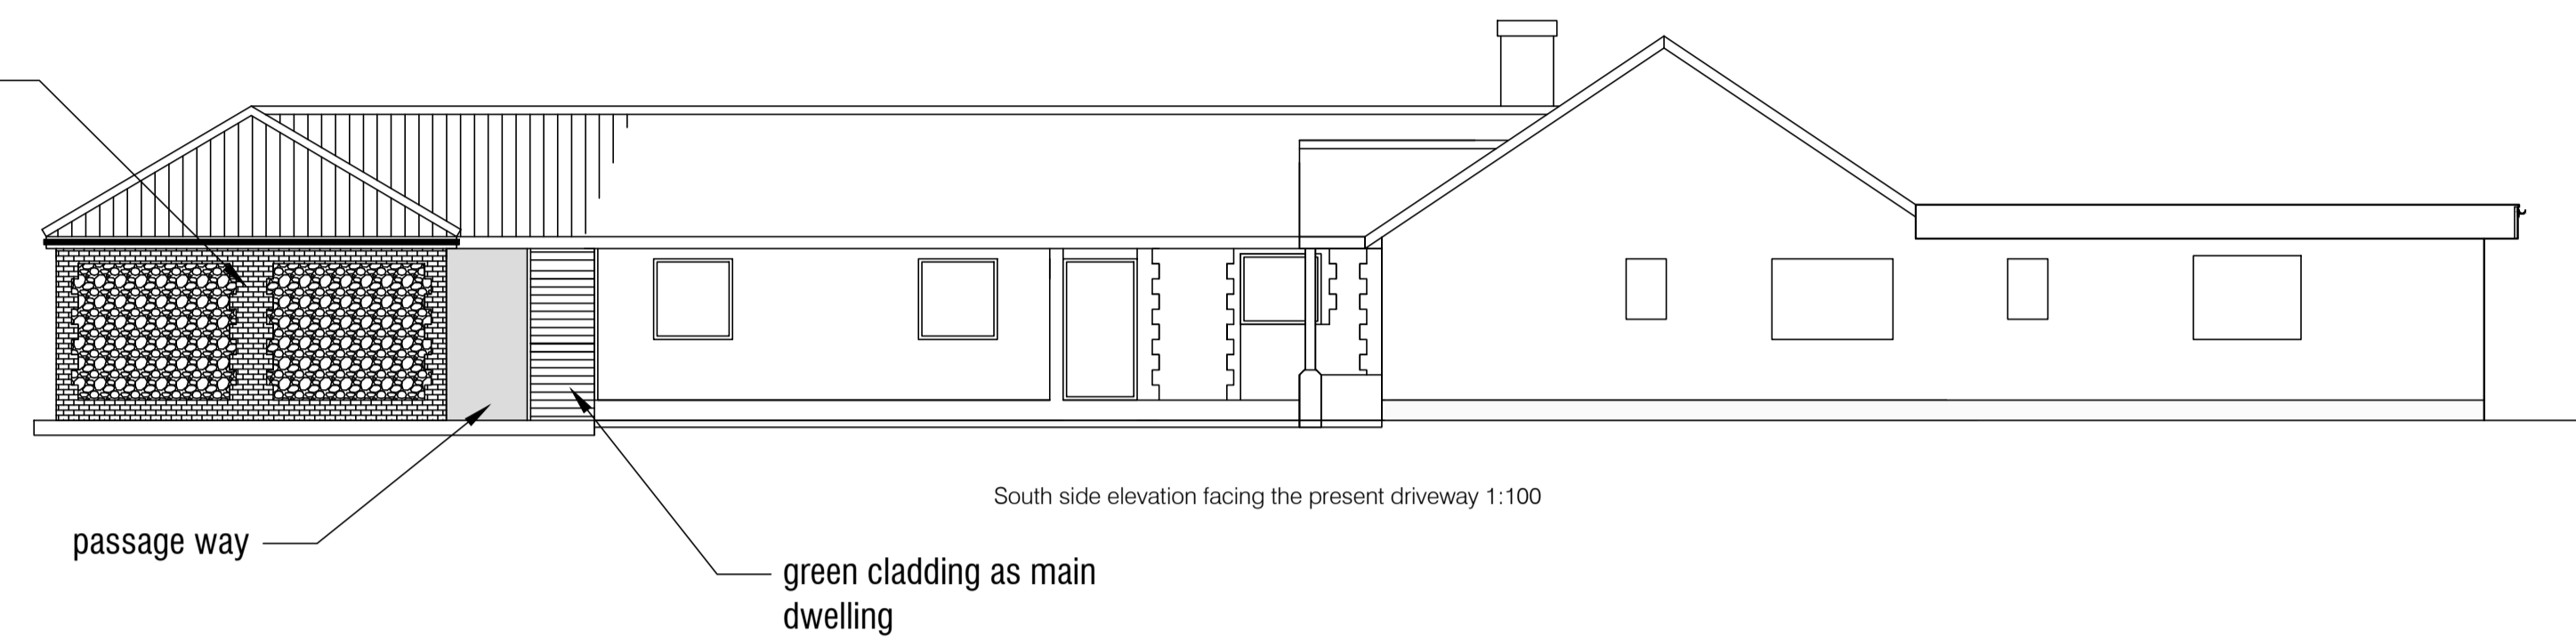 South side elevation facing the present driveway 1:100
passage way
green cladding as main
dwelling